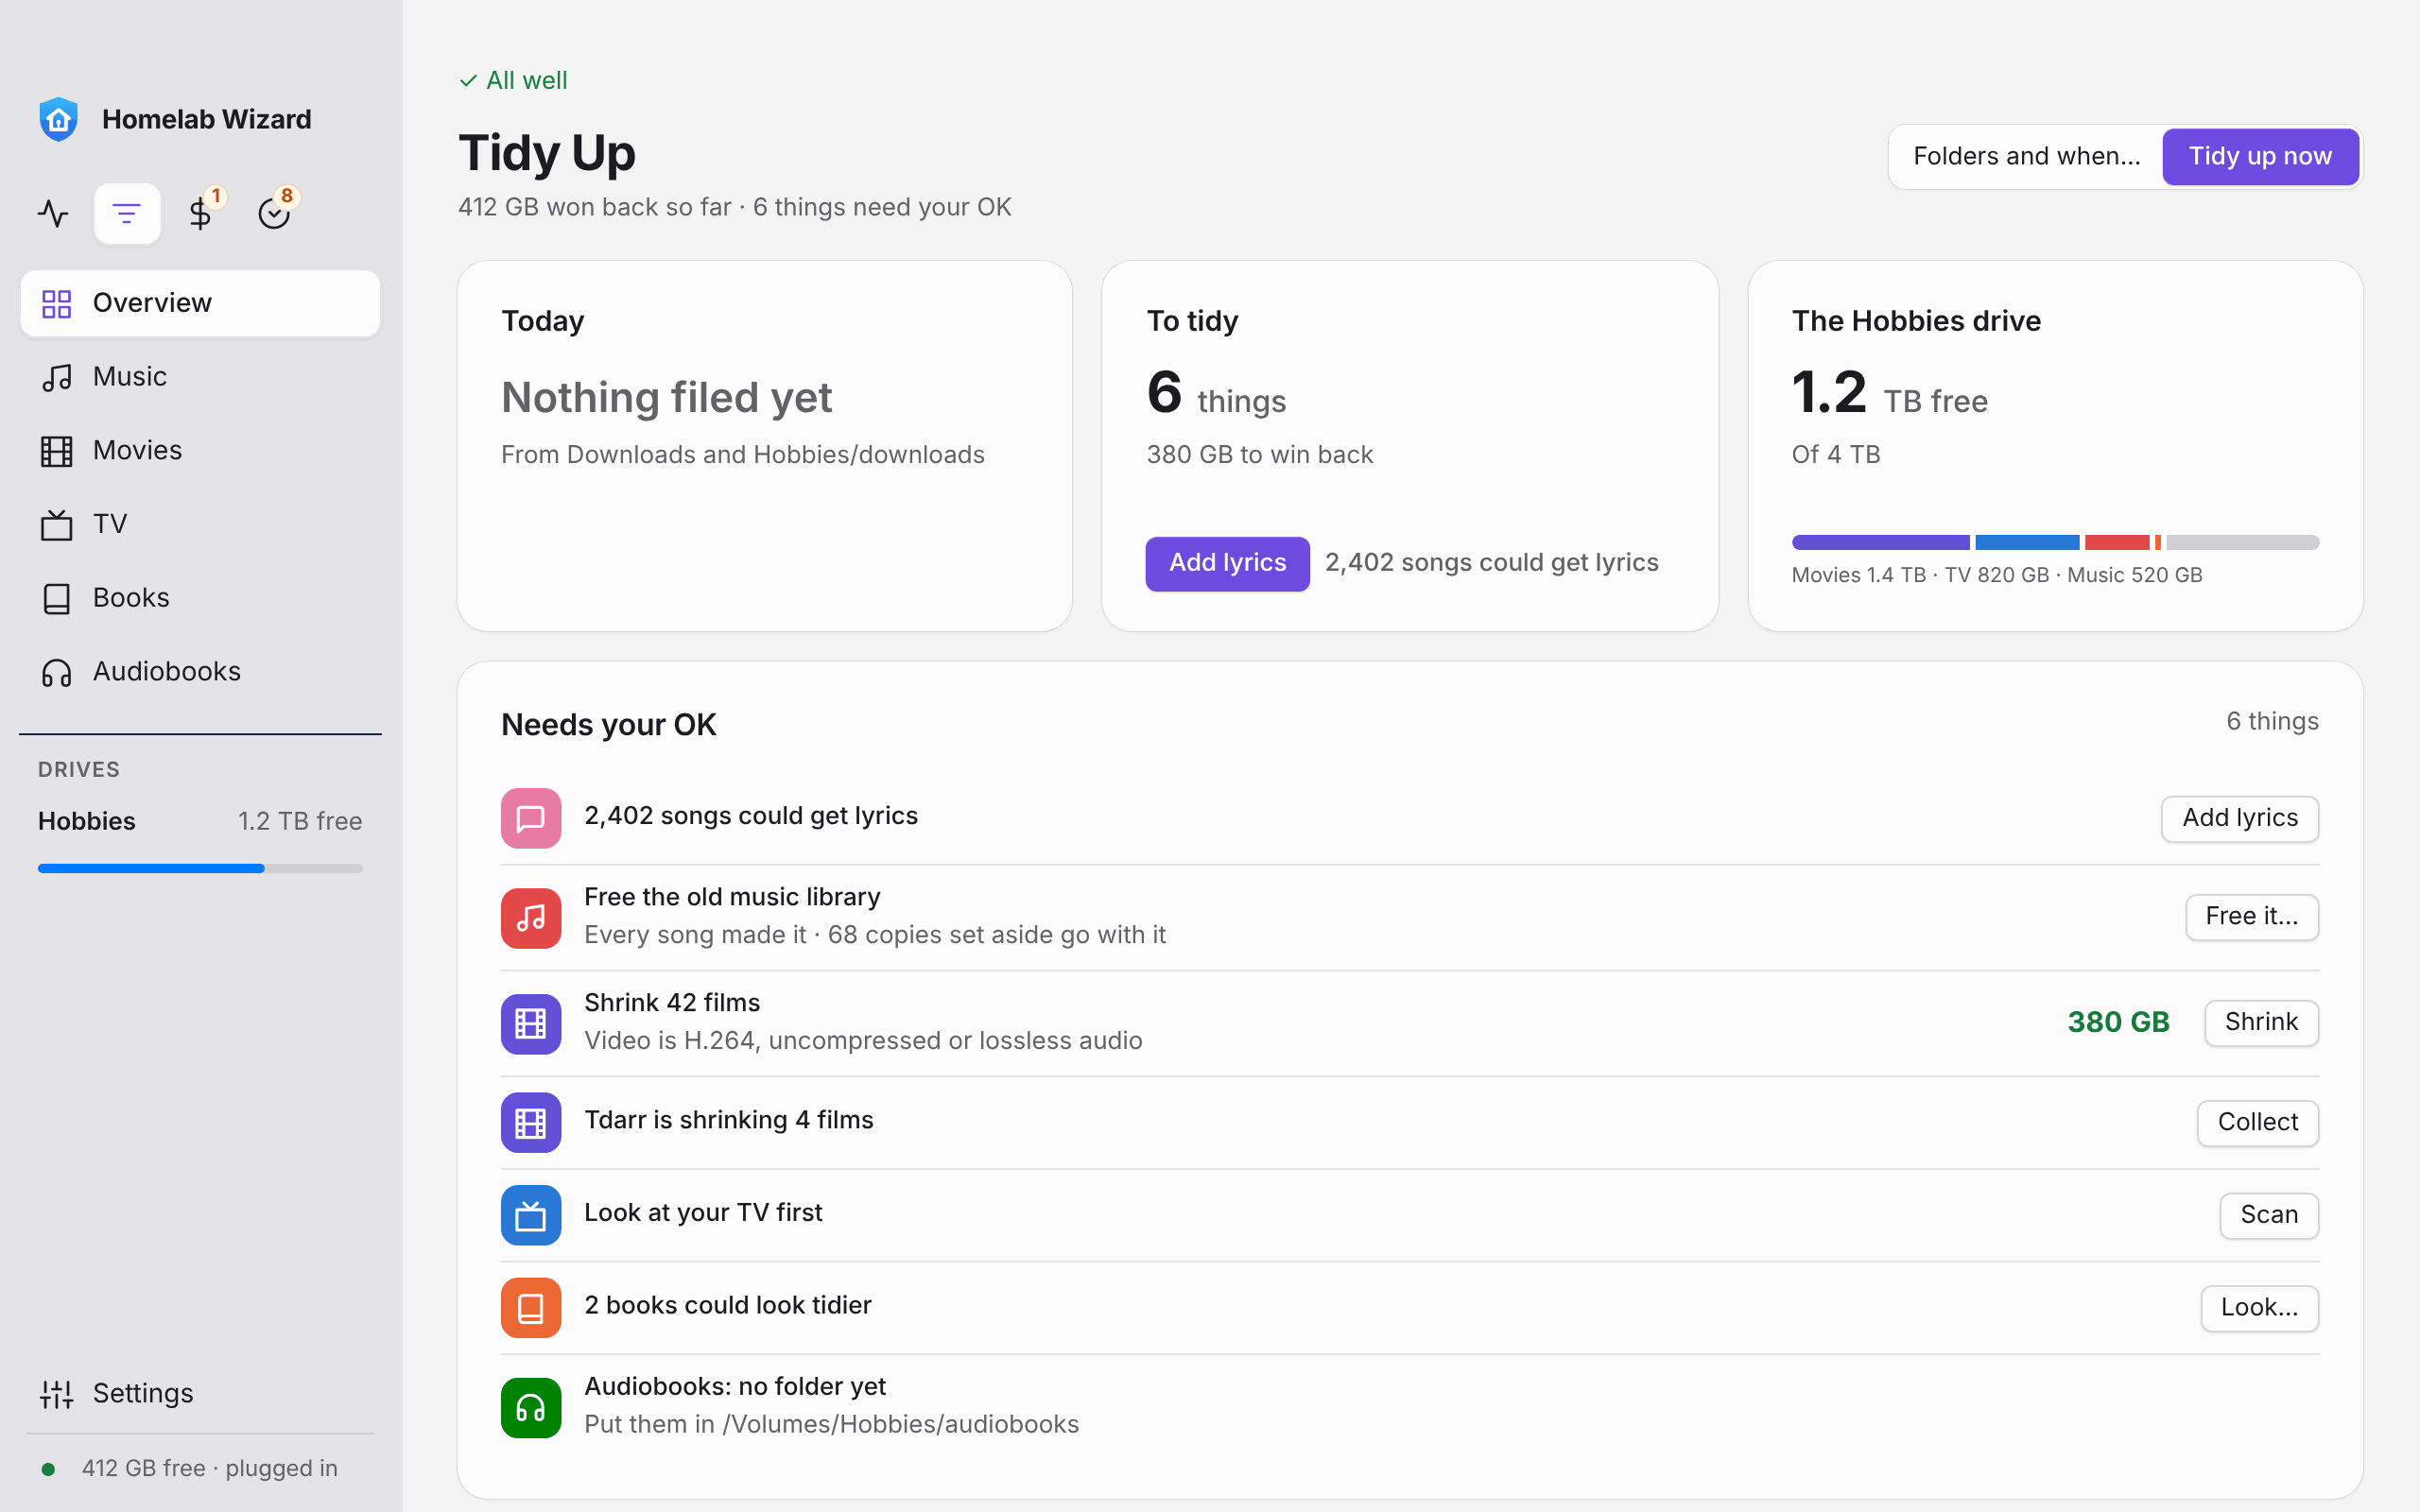 Homelab Wizard
1
8
Overview
Music
Movies
TV
Books
Audiobooks
DRIVES
Hobbies 1.2 TB free
Settings
412 GB free · plugged in
All well
Tidy Up
412 GB won back so far · 6 things need your OK
Folders and when... Tidy up now
Today
Nothing filed yet
From Downloads and Hobbies/downloads
To tidy
6 things
380 GB to win back
Add lyrics 2,402 songs could get lyrics
The Hobbies drive
1.2 TB free
Of 4 TB
Movies 1.4 TB · TV 820 GB · Music 520 GB
Needs your OK 6 things
2,402 songs could get lyrics Add lyrics
Free the old music library
Every song made it · 68 copies set aside go with it
Free it...
Shrink 42 films
Video is H.264, uncompressed or lossless audio
380 GB Shrink
Tdarr is shrinking 4 films Collect
Look at your TV first Scan
2 books could look tidier Look...
Audiobooks: no folder yet
Put them in /Volumes/Hobbies/audiobooks